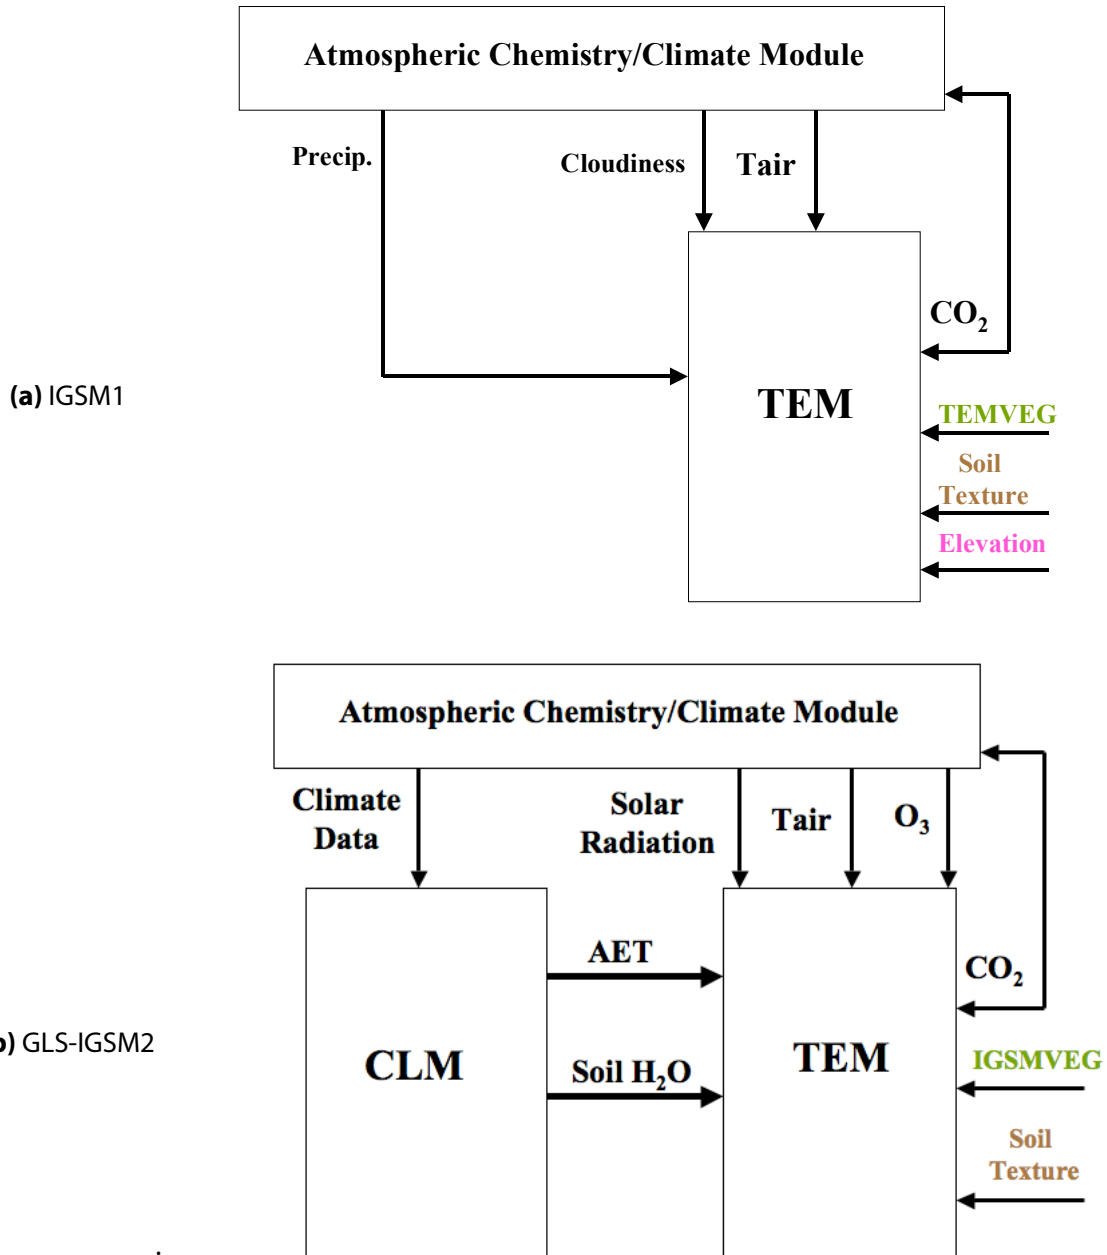 Atmospheric Chemistry/Climate Module
Precip.
Cloudiness
Tair
CO₂
(a) IGSM1
TEM
TEMVEG
Soil
Texture
Elevation
Atmospheric Chemistry/Climate Module
Climate
Data
Solar
Radiation
Tair
O₃
AET
CO₂
) GLS-IGSM2
CLM
Soil H₂O
TEM
IGSMVEG
Soil
Texture